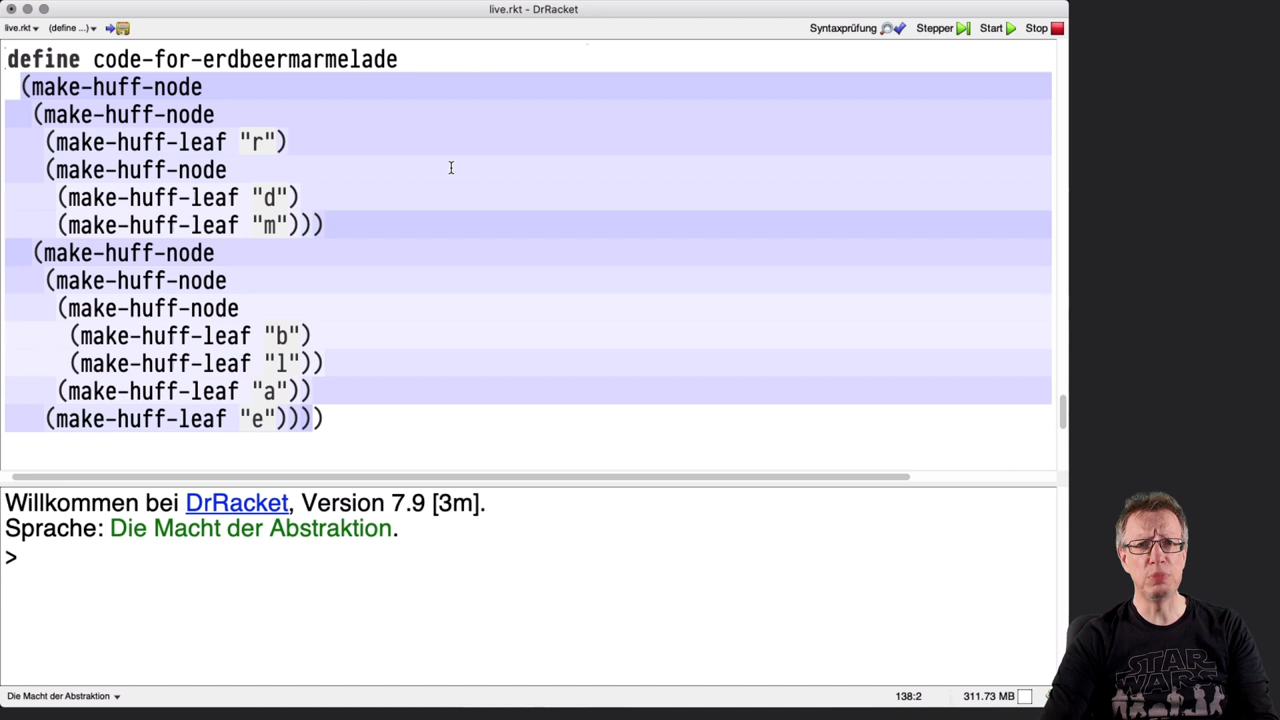 live.rkt - DrRacket
live.rkt (define ...) Syntaxprüfung Stepper Start Stop
define code-for-erdbeermarmelade
(make-huff-node
(make-huff-node
(make-huff-leaf "r")
(make-huff-node
(make-huff-leaf "d")
(make-huff-leaf "m")))
(make-huff-node
(make-huff-node
(make-huff-node
(make-huff-leaf "b")
(make-huff-leaf "l"))
(make-huff-leaf "a"))
(make-huff-leaf "e"))))
Willkommen bei DrRacket, Version 7.9 [3m].
Sprache: Die Macht der Abstraktion.
>
Die Macht der Abstraktion 138:2 311.73 MB
STAR
WARS